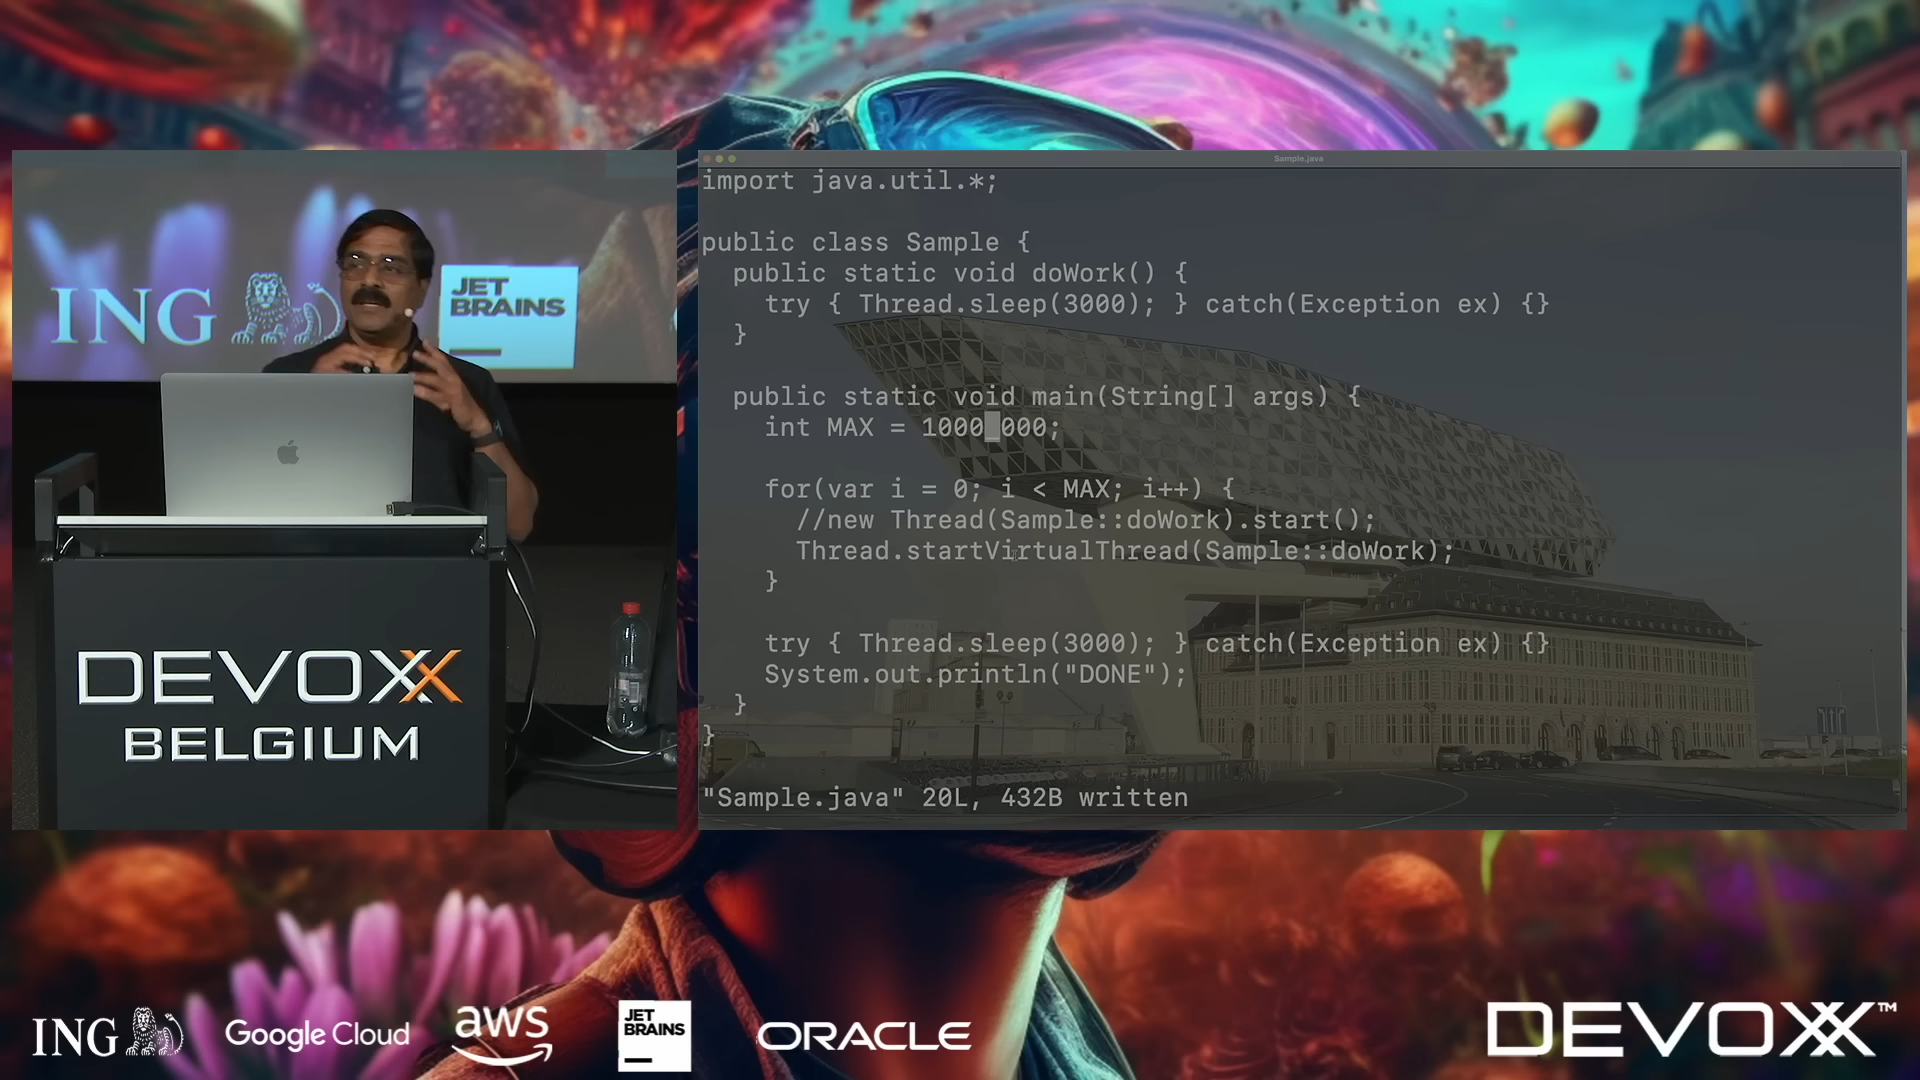 ING
JET
BRAINS
DEVOXX
BELGIUM
Sample.java
import java.util.*;
public class Sample {
public static void doWork() {
try { Thread.sleep(3000); } catch(Exception ex) {}
}
public static void main(String[] args) {
int MAX = 1000_000;
for(var i = 0; i < MAX; i++) {
//new Thread(Sample::doWork).start();
Thread.startVirtualThread(Sample::doWork);
}
try { Thread.sleep(3000); } catch(Exception ex) {}
System.out.println("DONE");
}
}
"Sample.java" 20L, 432B written
ING
Google Cloud
aws
JET
BRAINS
ORACLE
DEVOXX™